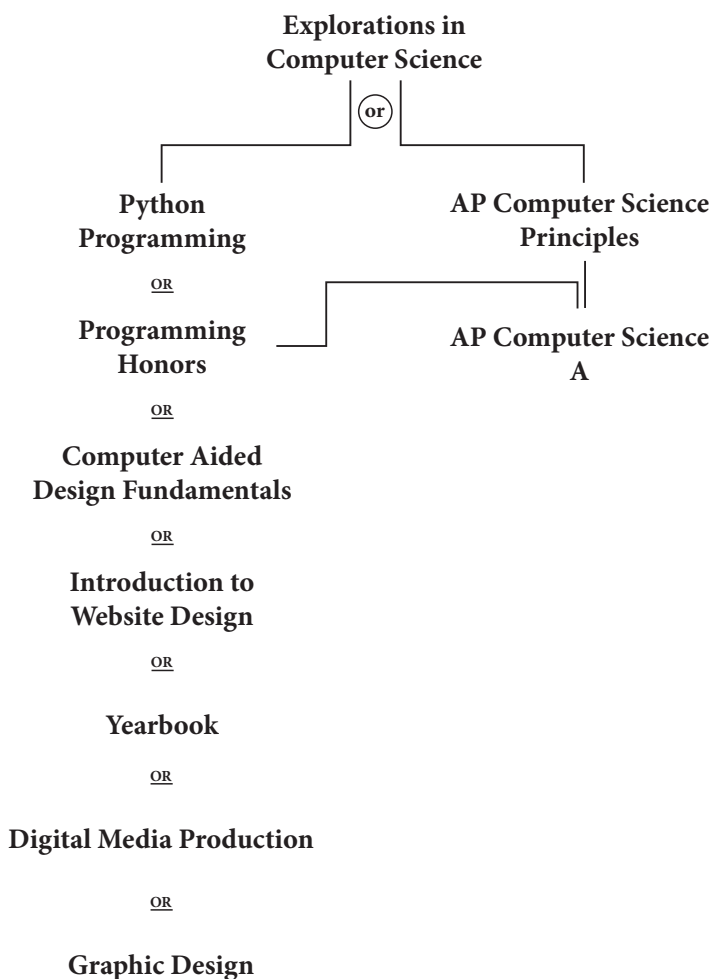 Explorations in
Computer Science
or
Python
Programming
AP Computer Science
Principles
OR
Programming
Honors
AP Computer Science
A
OR
Computer Aided
Design Fundamentals
OR
Introduction to
Website Design
OR
Yearbook
OR
Digital Media Production
OR
Graphic Design